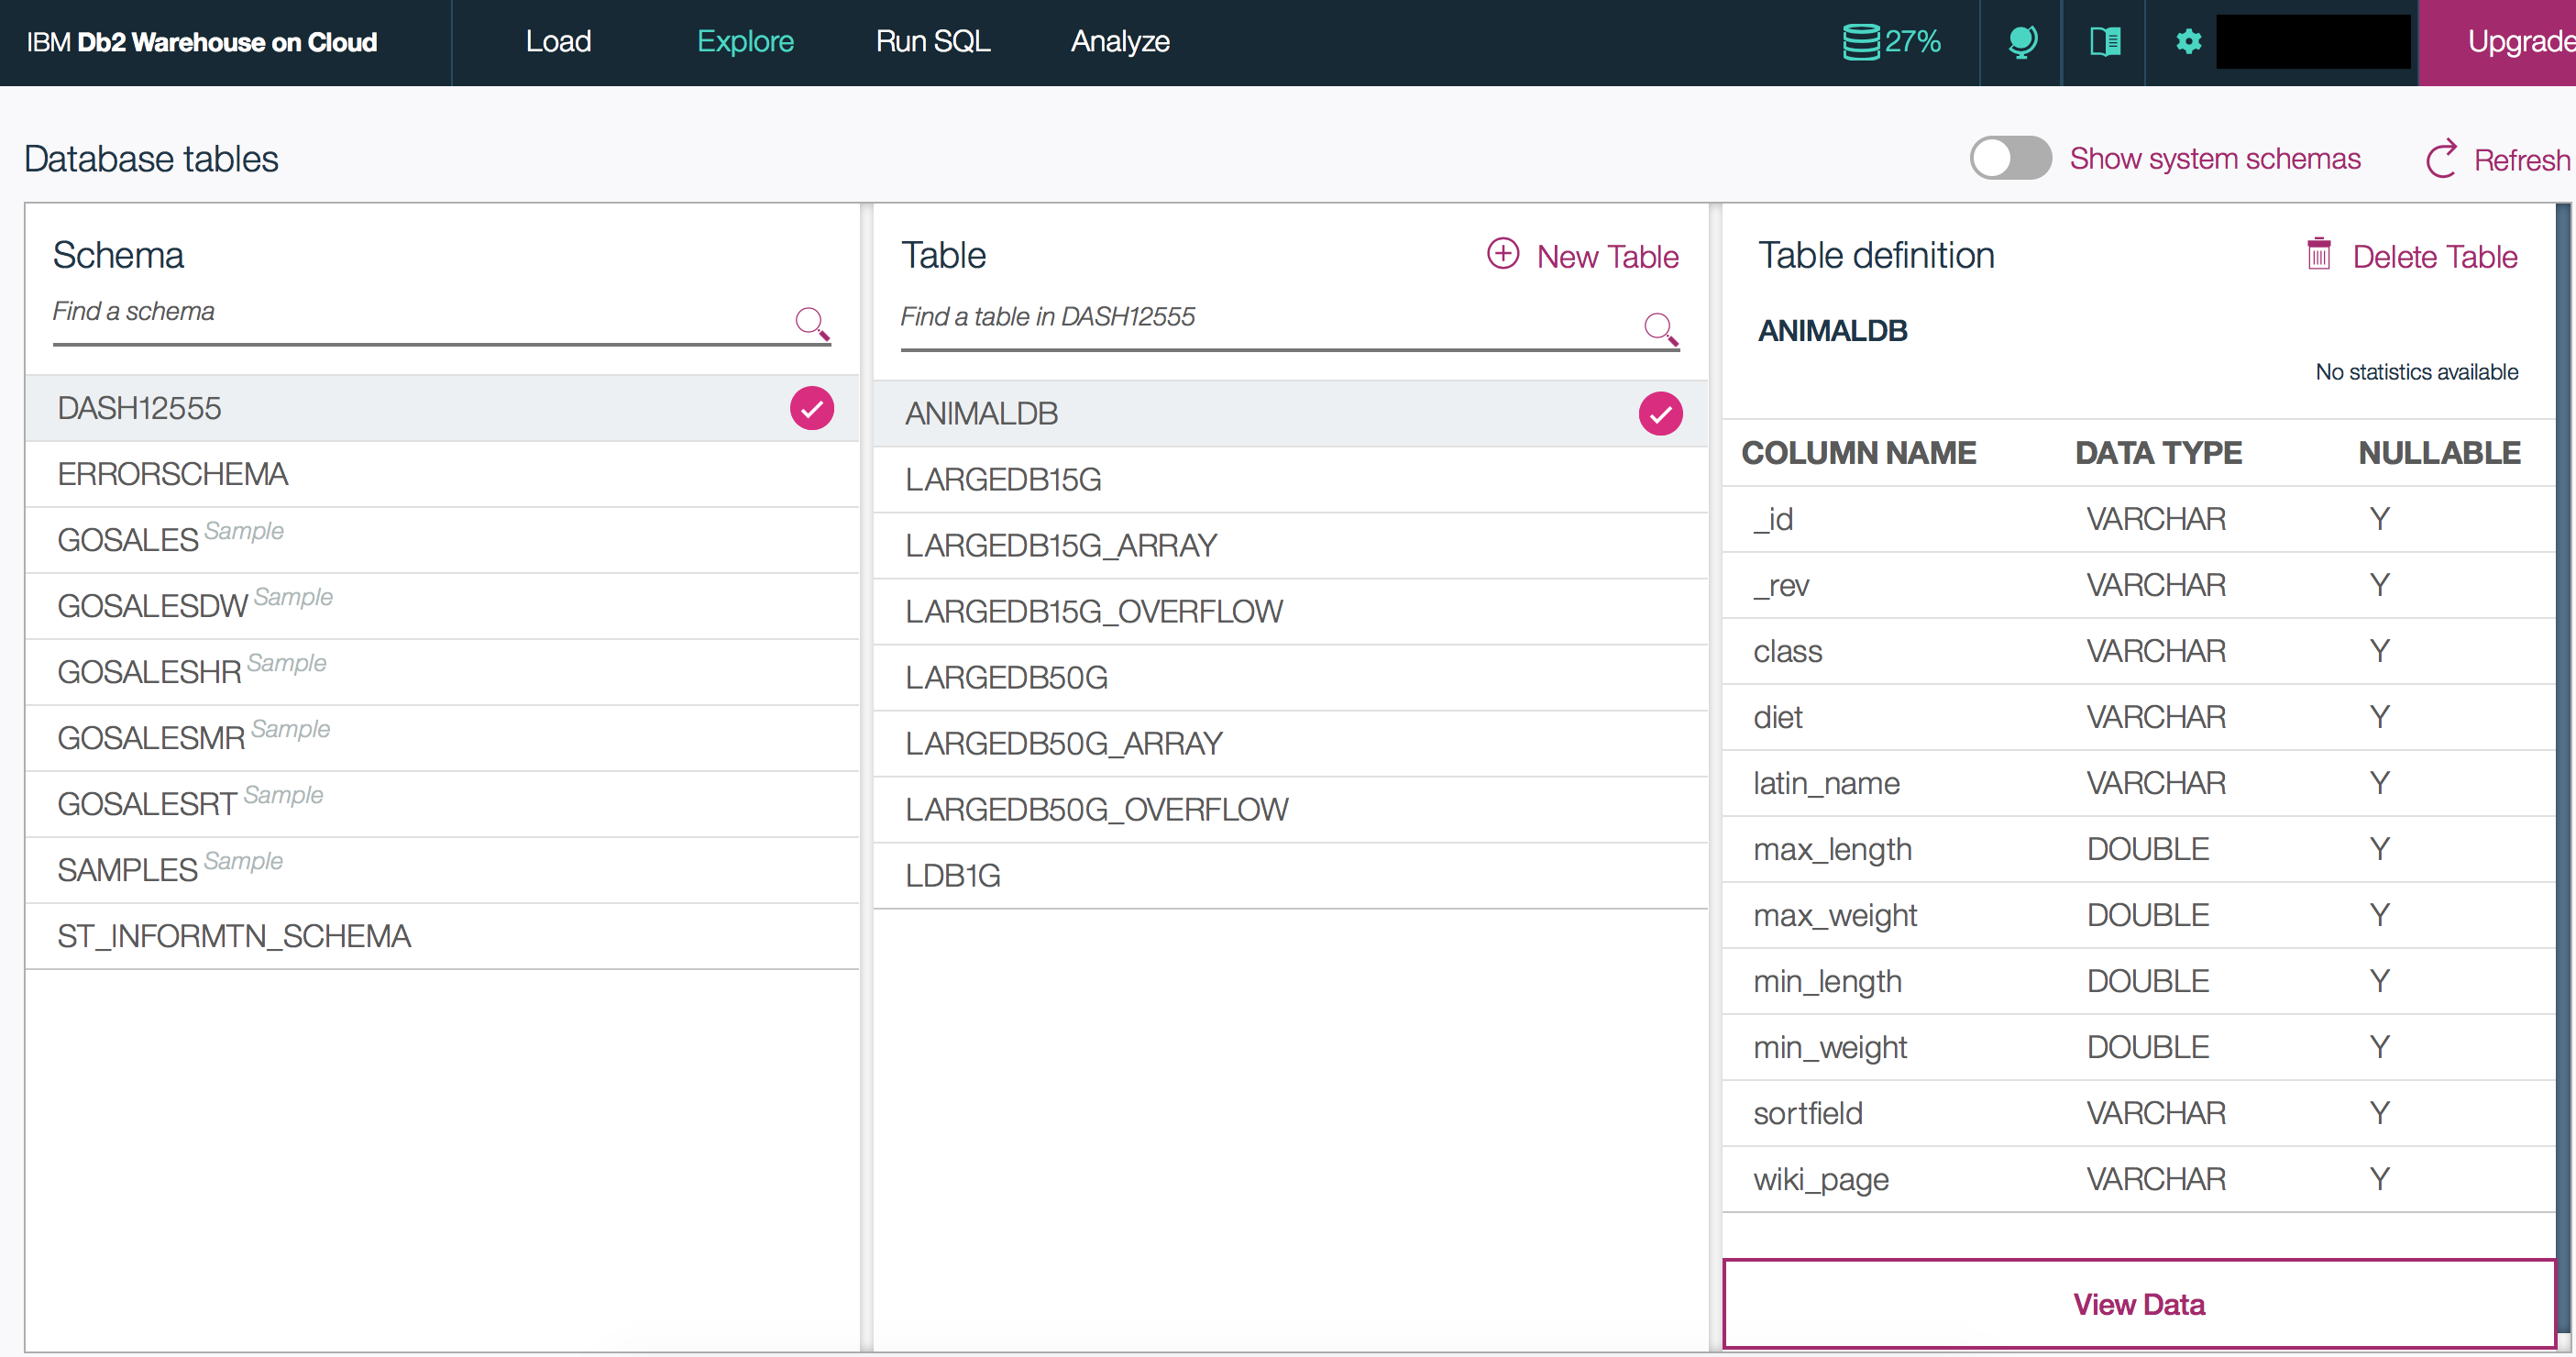 IBM Db2 Warehouse on Cloud Load Explore Run SQL Analyze 27% Upgrade
Database tables Show system schemas Refresh
Schema
Find a schema
DASH12555
ERRORSCHEMA
GOSALES Sample
GOSALESDW Sample
GOSALESHR Sample
GOSALESMR Sample
GOSALESRT Sample
SAMPLES Sample
ST_INFORMTN_SCHEMA
Table New Table
Find a table in DASH12555
ANIMALDB
LARGEDB15G
LARGEDB15G_ARRAY
LARGEDB15G_OVERFLOW
LARGEDB50G
LARGEDB50G_ARRAY
LARGEDB50G_OVERFLOW
LDB1G
Table definition Delete Table
ANIMALDB
No statistics available
COLUMN NAME DATA TYPE NULLABLE
_id VARCHAR Y
_rev VARCHAR Y
class VARCHAR Y
diet VARCHAR Y
latin_name VARCHAR Y
max_length DOUBLE Y
max_weight DOUBLE Y
min_length DOUBLE Y
min_weight DOUBLE Y
sortfield VARCHAR Y
wiki_page VARCHAR Y
View Data